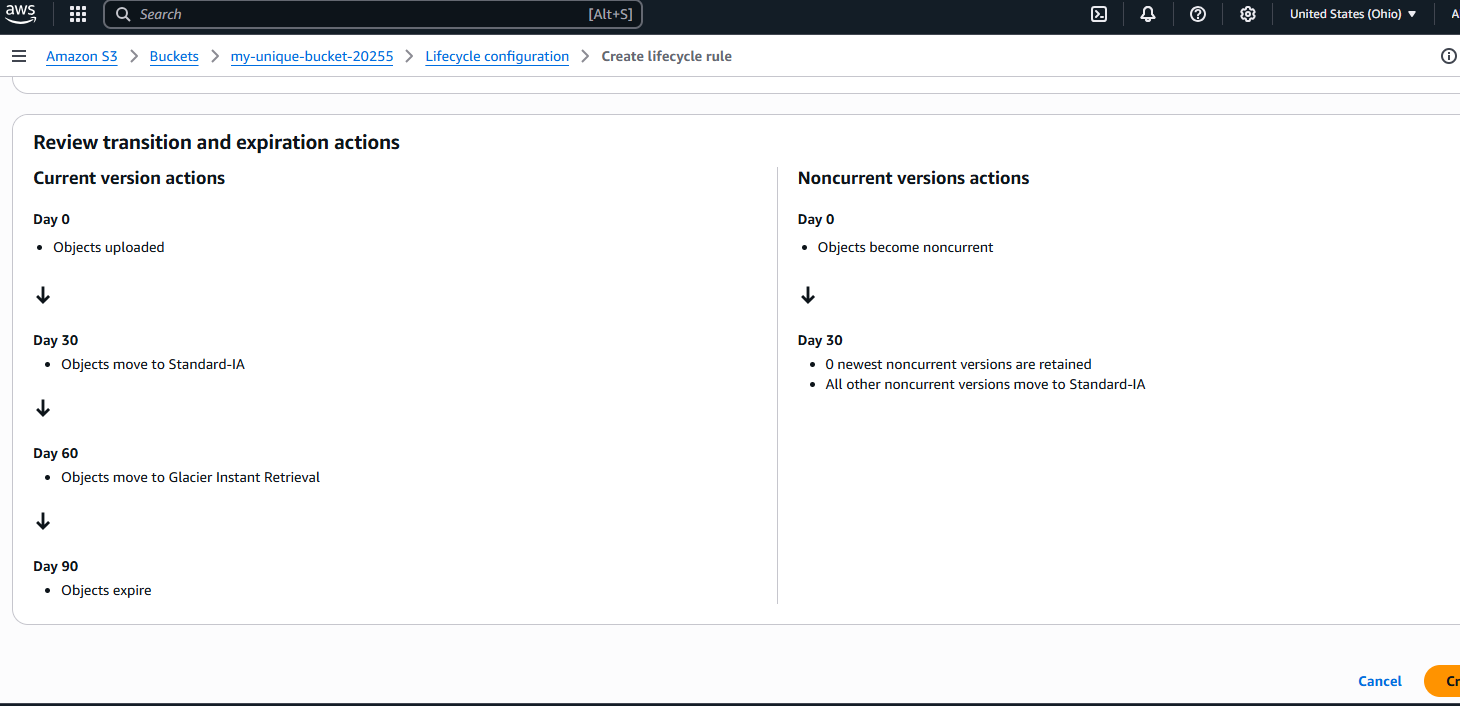 aws
Search [Alt+S]
United States (Ohio)
Amazon S3 Buckets my-unique-bucket-20255 Lifecycle configuration Create lifecycle rule
Review transition and expiration actions
Current version actions
Day 0
Objects uploaded
Day 30
Objects move to Standard-IA
Day 60
Objects move to Glacier Instant Retrieval
Day 90
Objects expire
Noncurrent versions actions
Day 0
Objects become noncurrent
Day 30
0 newest noncurrent versions are retained
All other noncurrent versions move to Standard-IA
Cancel